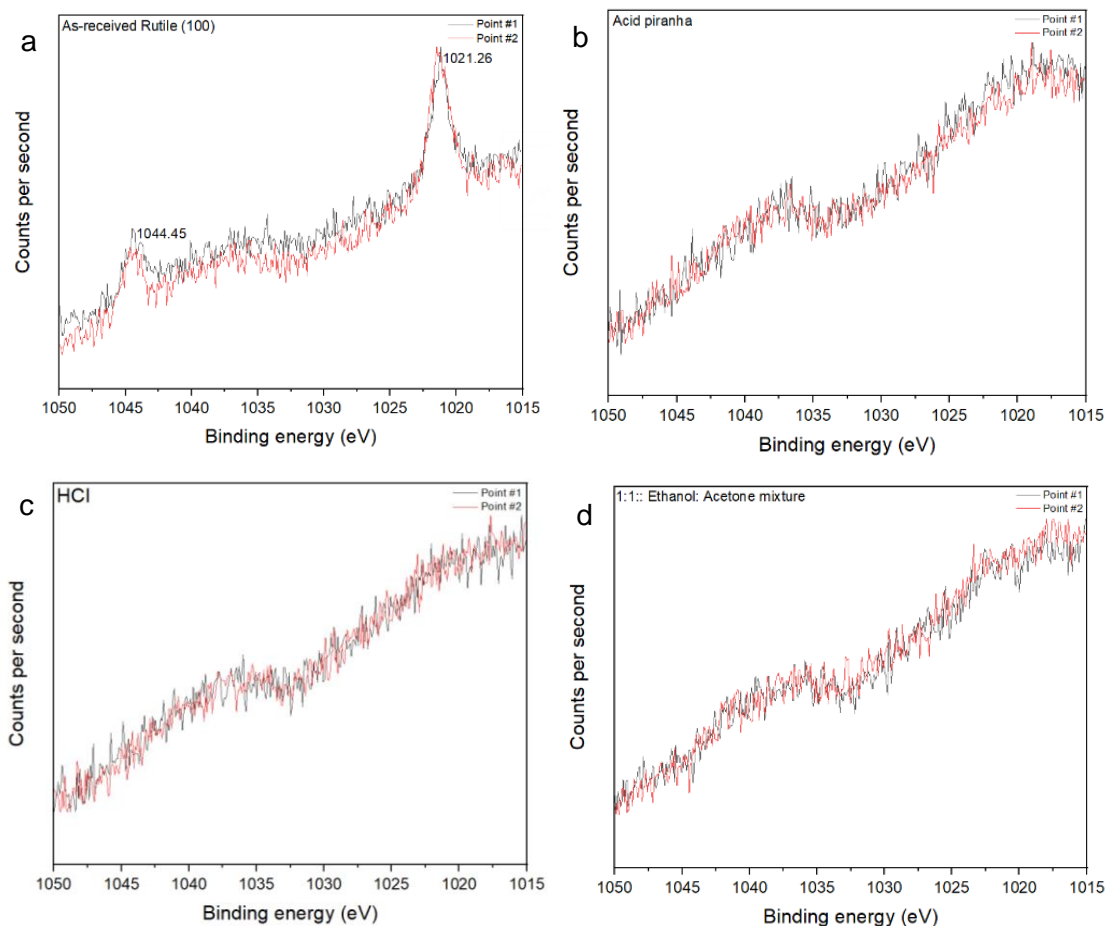 a
As-received Rutile (100)
Point #1
Point #2
1021.26
1044.45
Counts per second
1050 1045 1040 1035 1030 1025 1020 1015
Binding energy (eV)
b
Acid piranha
Point #1
Point #2
Counts per second
1050 1045 1040 1035 1030 1025 1020 1015
Binding energy (eV)
c
HCl
Point #1
Point #2
Counts per second
1050 1045 1040 1035 1030 1025 1020 1015
Binding energy (eV)
d
1:1:: Ethanol: Acetone mixture
Point #1
Point #2
Counts per second
1050 1045 1040 1035 1030 1025 1020 1015
Binding energy (eV)